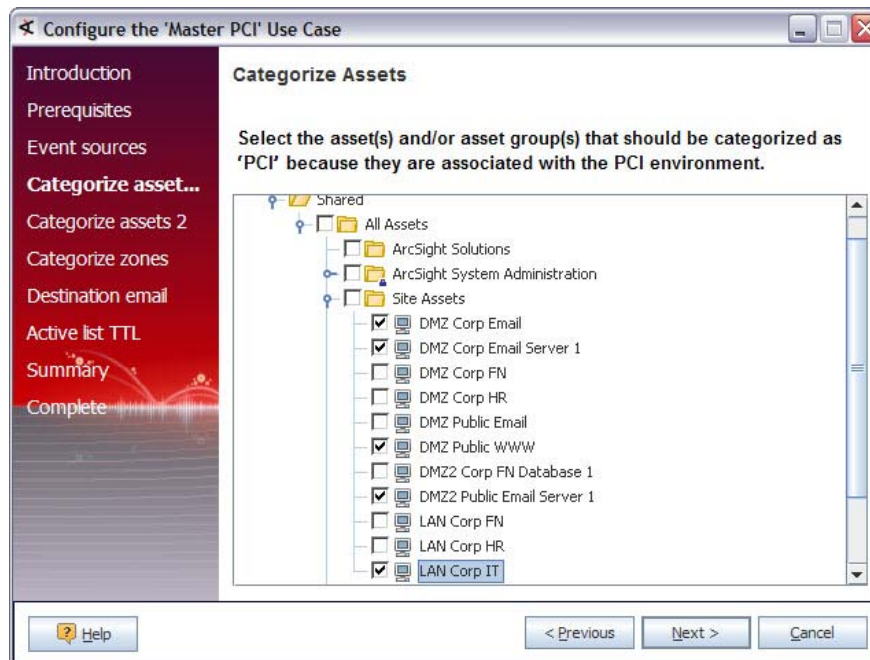 Configure the 'Master PCI' Use Case
Introduction
Prerequisites
Event sources
Categorize asset...
Categorize assets 2
Categorize zones
Destination email
Active list TTL
Summary
Complete
Categorize Assets
Select the asset(s) and/or asset group(s) that should be categorized as
'PCI' because they are associated with the PCI environment.
Shared
All Assets
ArcSight Solutions
ArcSight System Administration
Site Assets
DMZ Corp Email
DMZ Corp Email Server 1
DMZ Corp FN
DMZ Corp HR
DMZ Public Email
DMZ Public WWW
DMZ2 Corp FN Database 1
DMZ2 Public Email Server 1
LAN Corp FN
LAN Corp HR
LAN Corp IT
Help
< Previous
Next >
Cancel